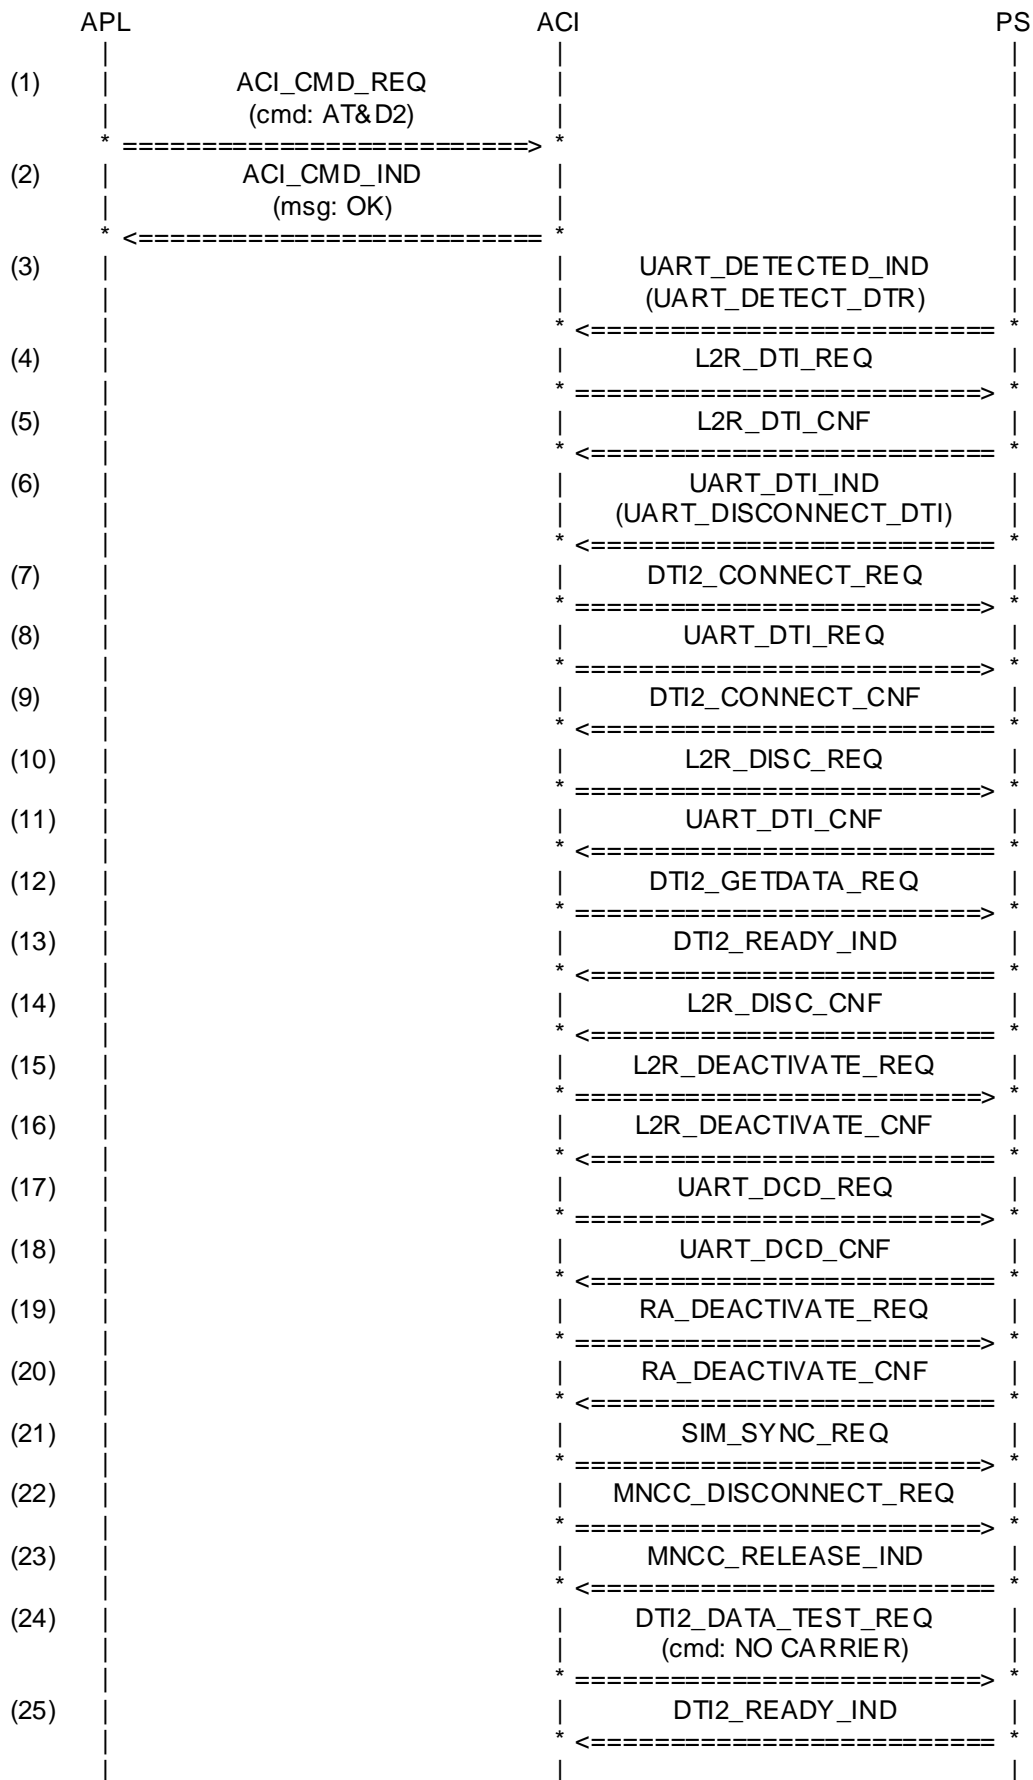 APL ACI PS
(1) ACI_CMD_REQ
(cmd: AT&D2)
* ==========================> *
(2) ACI_CMD_IND
(msg: OK)
* <========================== *
(3) UART_DETECTED_IND
(UART_DETECT_DTR)
* <========================== *
(4) L2R_DTI_REQ
* ==========================> *
(5) L2R_DTI_CNF
* <========================== *
(6) UART_DTI_IND
(UART_DISCONNECT_DTI)
* <========================== *
(7) DTI2_CONNECT_REQ
* ==========================> *
(8) UART_DTI_REQ
* ==========================> *
(9) DTI2_CONNECT_CNF
* <========================== *
(10) L2R_DISC_REQ
* ==========================> *
(11) UART_DTI_CNF
* <========================== *
(12) DTI2_GETDATA_REQ
* ==========================> *
(13) DTI2_READY_IND
* <========================== *
(14) L2R_DISC_CNF
* <========================== *
(15) L2R_DEACTIVATE_REQ
* ==========================> *
(16) L2R_DEACTIVATE_CNF
* <========================== *
(17) UART_DCD_REQ
* ==========================> *
(18) UART_DCD_CNF
* <========================== *
(19) RA_DEACTIVATE_REQ
* ==========================> *
(20) RA_DEACTIVATE_CNF
* <========================== *
(21) SIM_SYNC_REQ
* ==========================> *
(22) MNCC_DISCONNECT_REQ
* ==========================> *
(23) MNCC_RELEASE_IND
* <========================== *
(24) DTI2_DATA_TEST_REQ
(cmd: NO CARRIER)
* ==========================> *
(25) DTI2_READY_IND
* <========================== *